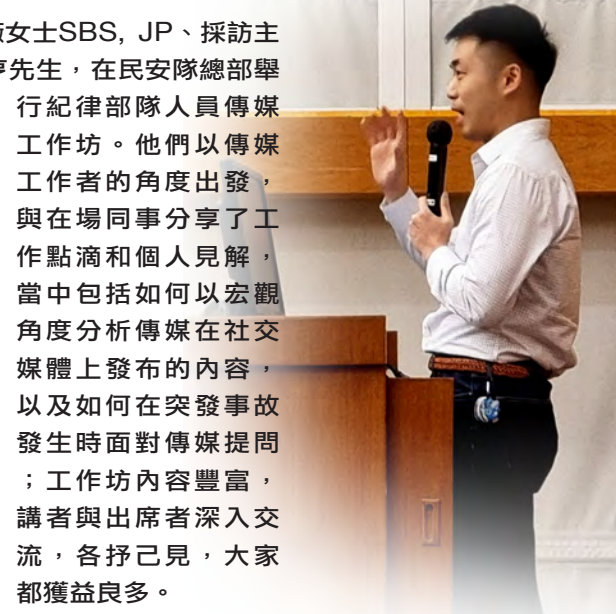 女士SBS, JP、採訪主
先生，在民安隊總部舉
行紀律部隊人員傳媒
工作坊。他們以傳媒
工作者的角度出發，
與在場同事分享了工
作點滴和個人見解，
當中包括如何以宏觀
角度分析傳媒在社交
媒體上發布的內容，
以及如何在突發事故
發生時面對傳媒提問
；工作坊內容豐富，
講者與出席者深入交
流，各抒己見，大家
都獲益良多。